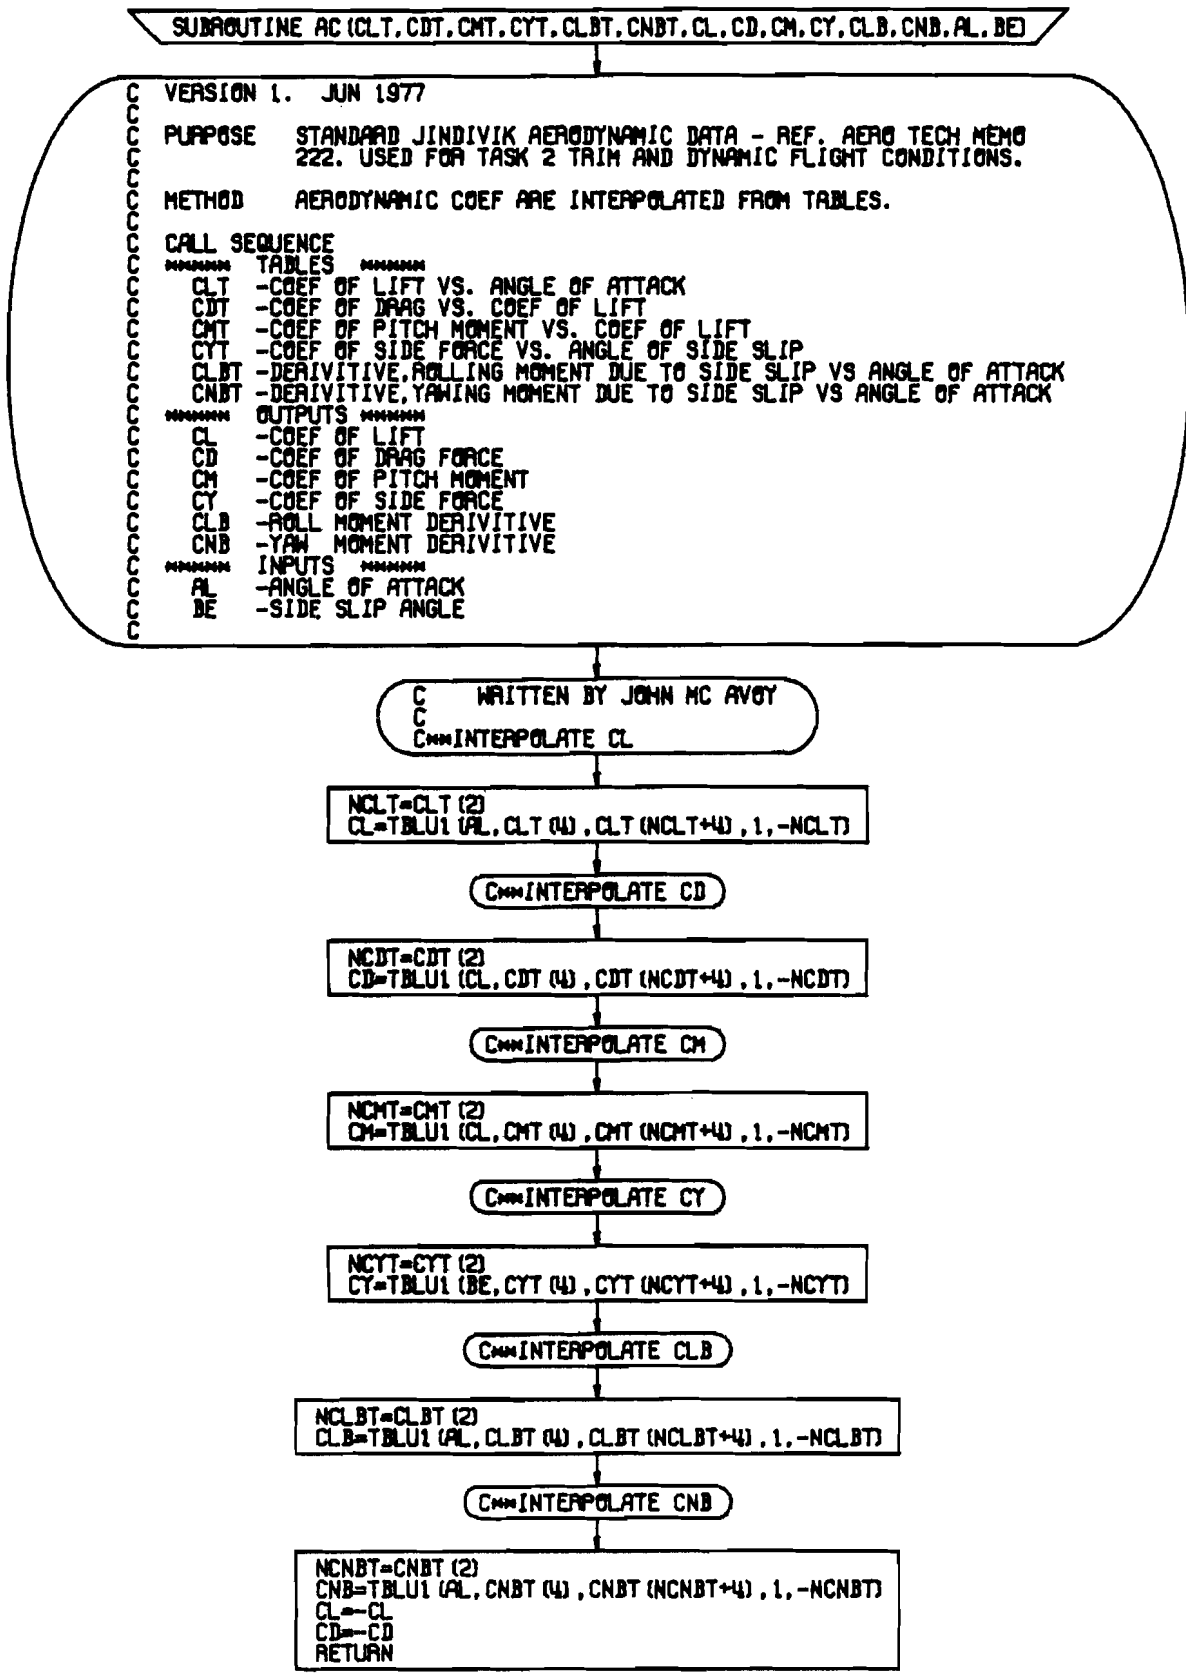 SUBROUTINE AC (CLT, CDT, CMT, CYT, CLBT, CNBT, CL, CD, CM, CY, CLB, CNB, AL, BE)
C VERSION 1. JUN 1977
C
C PURPOSE STANDARD JINDIVIK AERODYNAMIC DATA - REF. AERO TECH MEMO
C 222. USED FOR TASK 2 TRIM AND DYNAMIC FLIGHT CONDITIONS.
C
C METHOD AERODYNAMIC COEF ARE INTERPOLATED FROM TABLES.
C
C CALL SEQUENCE
C ***** TABLES *****
C CLT -COEF OF LIFT VS. ANGLE OF ATTACK
C CDT -COEF OF DRAG VS. COEF OF LIFT
C CMT -COEF OF PITCH MOMENT VS. COEF OF LIFT
C CYT -COEF OF SIDE FORCE VS. ANGLE OF SIDE SLIP
C CLBT -DERIVITIVE,ROLLING MOMENT DUE TO SIDE SLIP VS ANGLE OF ATTACK
C CNBT -DERIVITIVE,YAWING MOMENT DUE TO SIDE SLIP VS ANGLE OF ATTACK
C ***** OUTPUTS *****
C CL -COEF OF LIFT
C CD -COEF OF DRAG FORCE
C CM -COEF OF PITCH MOMENT
C CY -COEF OF SIDE FORCE
C CLB -ROLL MOMENT DERIVITIVE
C CNB -YAW MOMENT DERIVITIVE
C ***** INPUTS *****
C AL -ANGLE OF ATTACK
C BE -SIDE SLIP ANGLE
C
C WRITTEN BY JOHN MC AVOY
C
C**INTERPOLATE CL
NCLT=CLT (2)
CL=TBLU1 (AL, CLT (4) , CLT (NCLT+4) , 1, -NCLT)
C**INTERPOLATE CD
NCDT=CDT (2)
CD=TBLU1 (CL, CDT (4) , CDT (NCDT+4) , 1, -NCDT)
C**INTERPOLATE CM
NCMT=CMT (2)
CM=TBLU1 (CL, CMT (4) , CMT (NCMT+4) , 1, -NCMT)
C**INTERPOLATE CY
NCYT=CYT (2)
CY=TBLU1 (BE, CYT (4) , CYT (NCYT+4) , 1, -NCYT)
C**INTERPOLATE CLB
NCLBT=CLBT (2)
CLB=TBLU1 (AL, CLBT (4) , CLBT (NCLBT+4) , 1, -NCLBT)
C**INTERPOLATE CNB
NCNBT=CNBT (2)
CNB=TBLU1 (AL, CNBT (4) , CNBT (NCNBT+4) , 1, -NCNBT)
CL=-CL
CD=-CD
RETURN